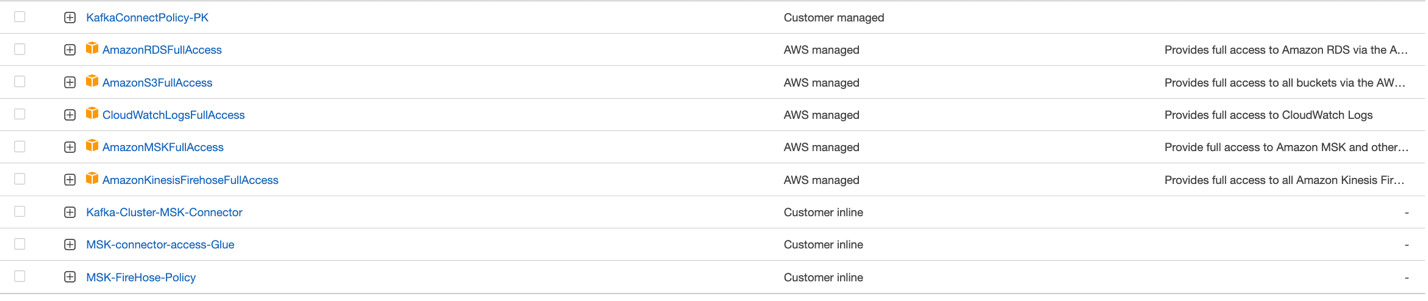 KafkaConnectPolicy-PK Customer managed
AmazonRDSFullAccess AWS managed Provides full access to Amazon RDS via the A...
AmazonS3FullAccess AWS managed Provides full access to all buckets via the AW...
CloudWatchLogsFullAccess AWS managed Provides full access to CloudWatch Logs
AmazonMSKFullAccess AWS managed Provide full access to Amazon MSK and other...
AmazonKinesisFirehoseFullAccess AWS managed Provides full access to all Amazon Kinesis Fir...
Kafka-Cluster-MSK-Connector Customer inline -
MSK-connector-access-Glue Customer inline -
MSK-FireHose-Policy Customer inline -